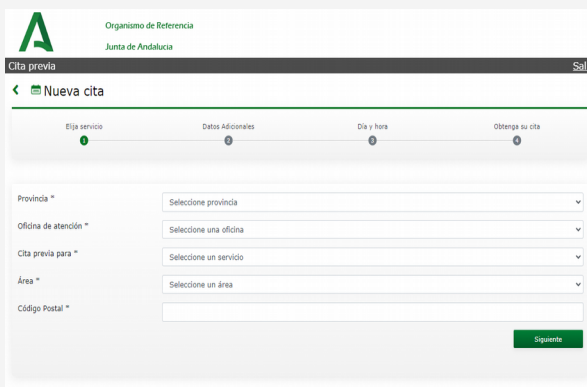 Organismo de Referencia
Junta de Andalucia
Cita previa
Sal
Nueva cita
Elija servicio
Datos Adicionales
Día y hora
Obtenga su cita
1
2
3
4
Provincia *
Seleccione provincia
Oficina de atención *
Seleccione una oficina
Cita previa para *
Seleccione un servicio
Área *
Seleccione un área
Código Postal *
Siguiente